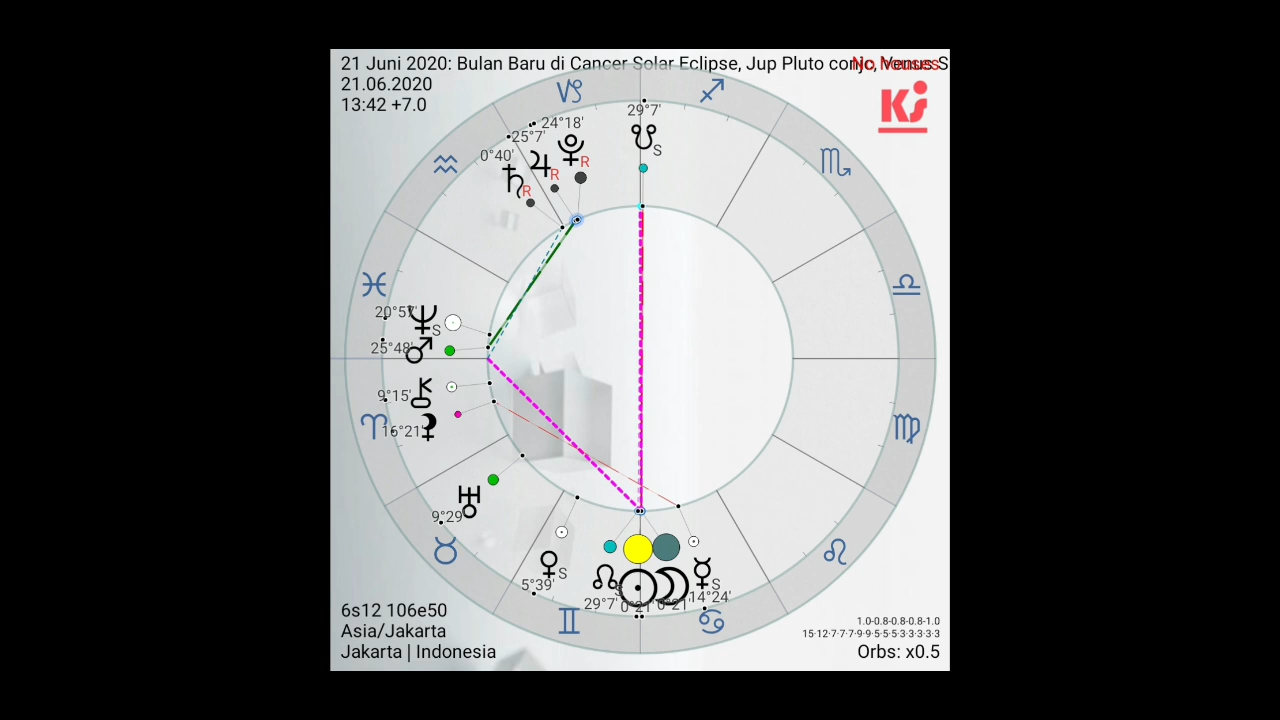 21 Juni 2020: Bulan Baru di Cancer Solar Eclipse, Jup Pluto conjc, Venus S
No houses
21.06.2020
13:42 +7.0
KJ
29°7'
S
24°18'
R
25°7'
R
0°40'
R
20°57'
S
25°48'
9°15'
16°21'
9°29'
5°39'
S
29°7'
S
0°21'
0°21'
14°24'
S
6s12 106e50
Asia/Jakarta
Jakarta | Indonesia
1.0-0.8-0.8-0.8-1.0
15-12-7-7-7-9-9-5-5-5-3-3-3-3-3
Orbs: x0.5